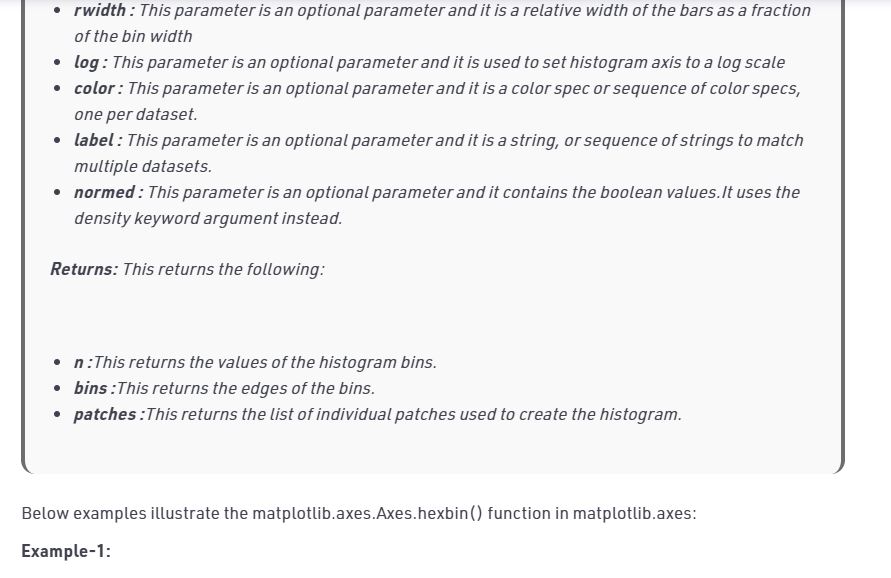 • rwidth : This parameter is an optional parameter and it is a relative width of the bars as a fraction
of the bin width
• log : This parameter is an optional parameter and it is used to set histogram axis to a log scale
• color : This parameter is an optional parameter and it is a color spec or sequence of color specs,
one per dataset.
• label : This parameter is an optional parameter and it is a string, or sequence of strings to match
multiple datasets.
• normed : This parameter is an optional parameter and it contains the boolean values.It uses the
density keyword argument instead.
Returns: This returns the following:
• n :This returns the values of the histogram bins.
• bins :This returns the edges of the bins.
• patches :This returns the list of individual patches used to create the histogram.
Below examples illustrate the matplotlib.axes.Axes.hexbin() function in matplotlib.axes:
Example-1: